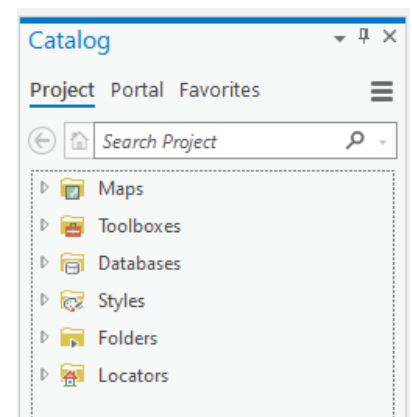 Catalog
Project Portal Favorites
Search Project
Maps
Toolboxes
Databases
Styles
Folders
Locators